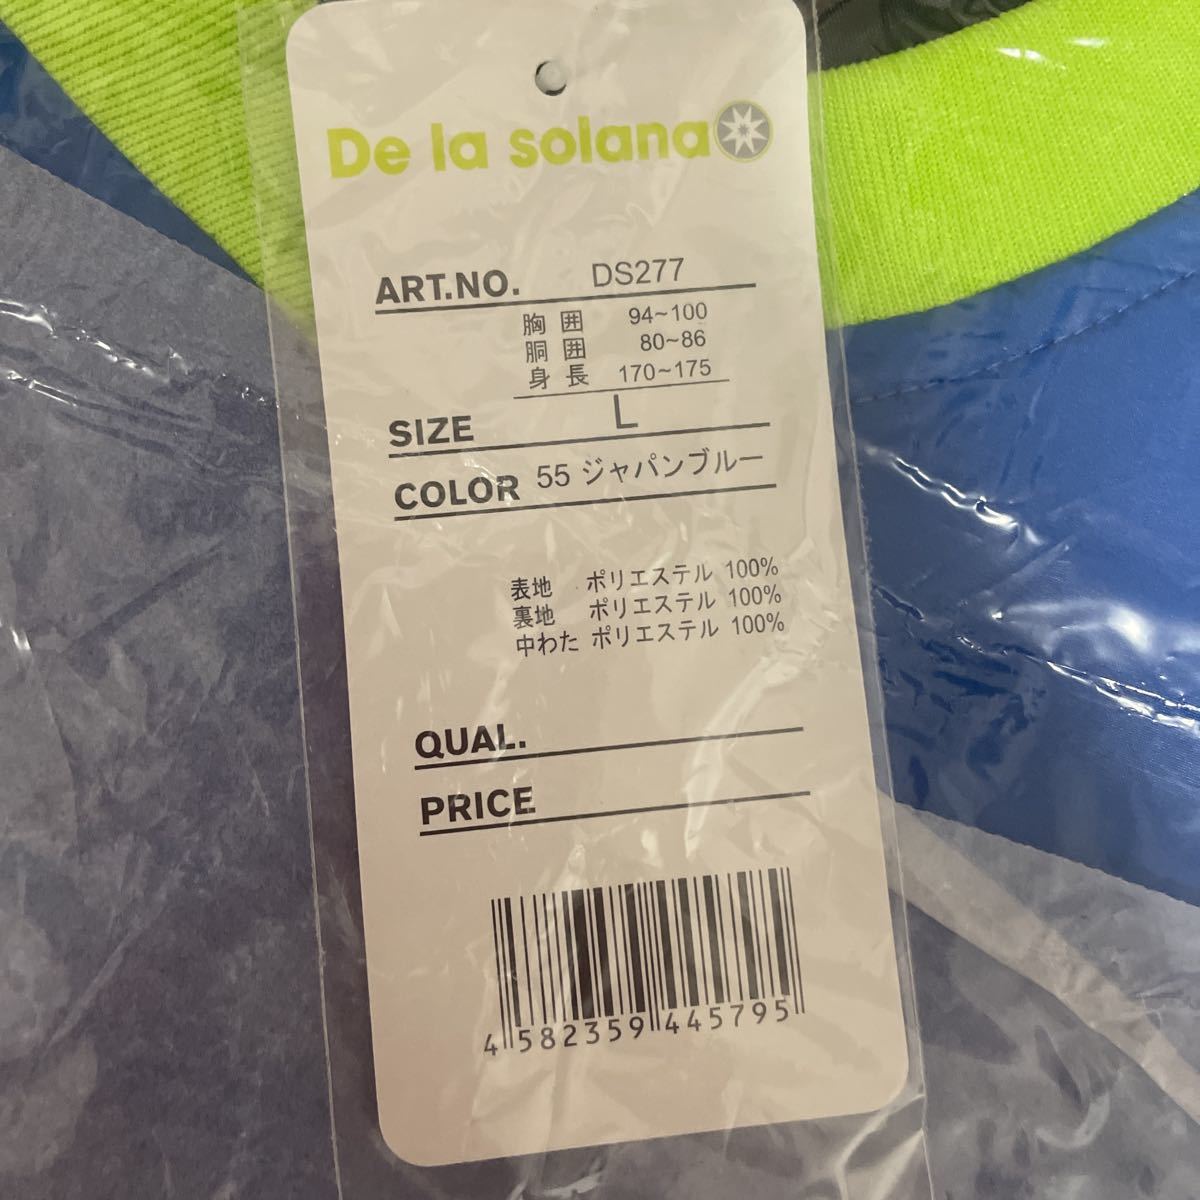 De la solana
ART.NO. DS277
胸囲 94~100
胴囲 80~86
身長 170~175
SIZE L
COLOR 55 ジャパンブルー
表地 ポリエステル 100%
裏地 ポリエステル 100%
中わた ポリエステル 100%
QUAL.
PRICE
4 582359 445795